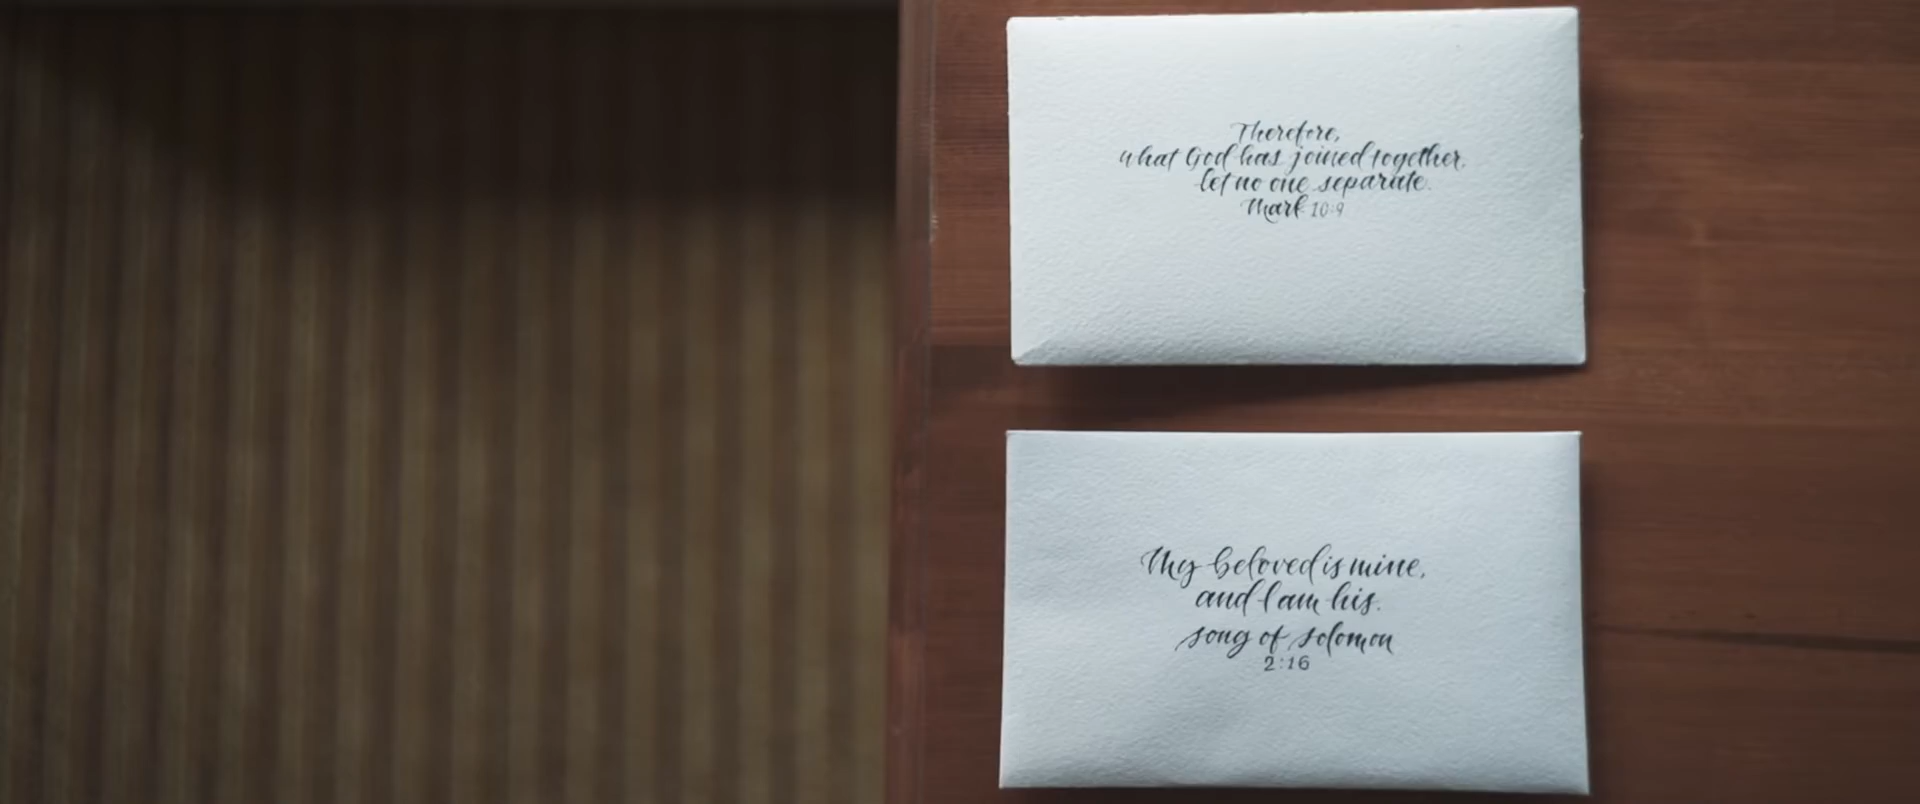 Therefore,
what God has joined together,
let no one separate.
Mark 10:9
My beloved is mine,
and I am his.
song of solomon
2:16